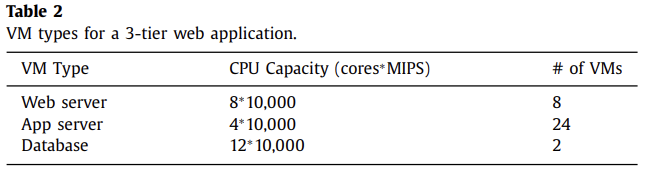 Table 2
VM types for a 3-tier web application.
VM Type CPU Capacity (cores*MIPS) # of VMs
Web server 8*10,000 8
App server 4*10,000 24
Database 12*10,000 2